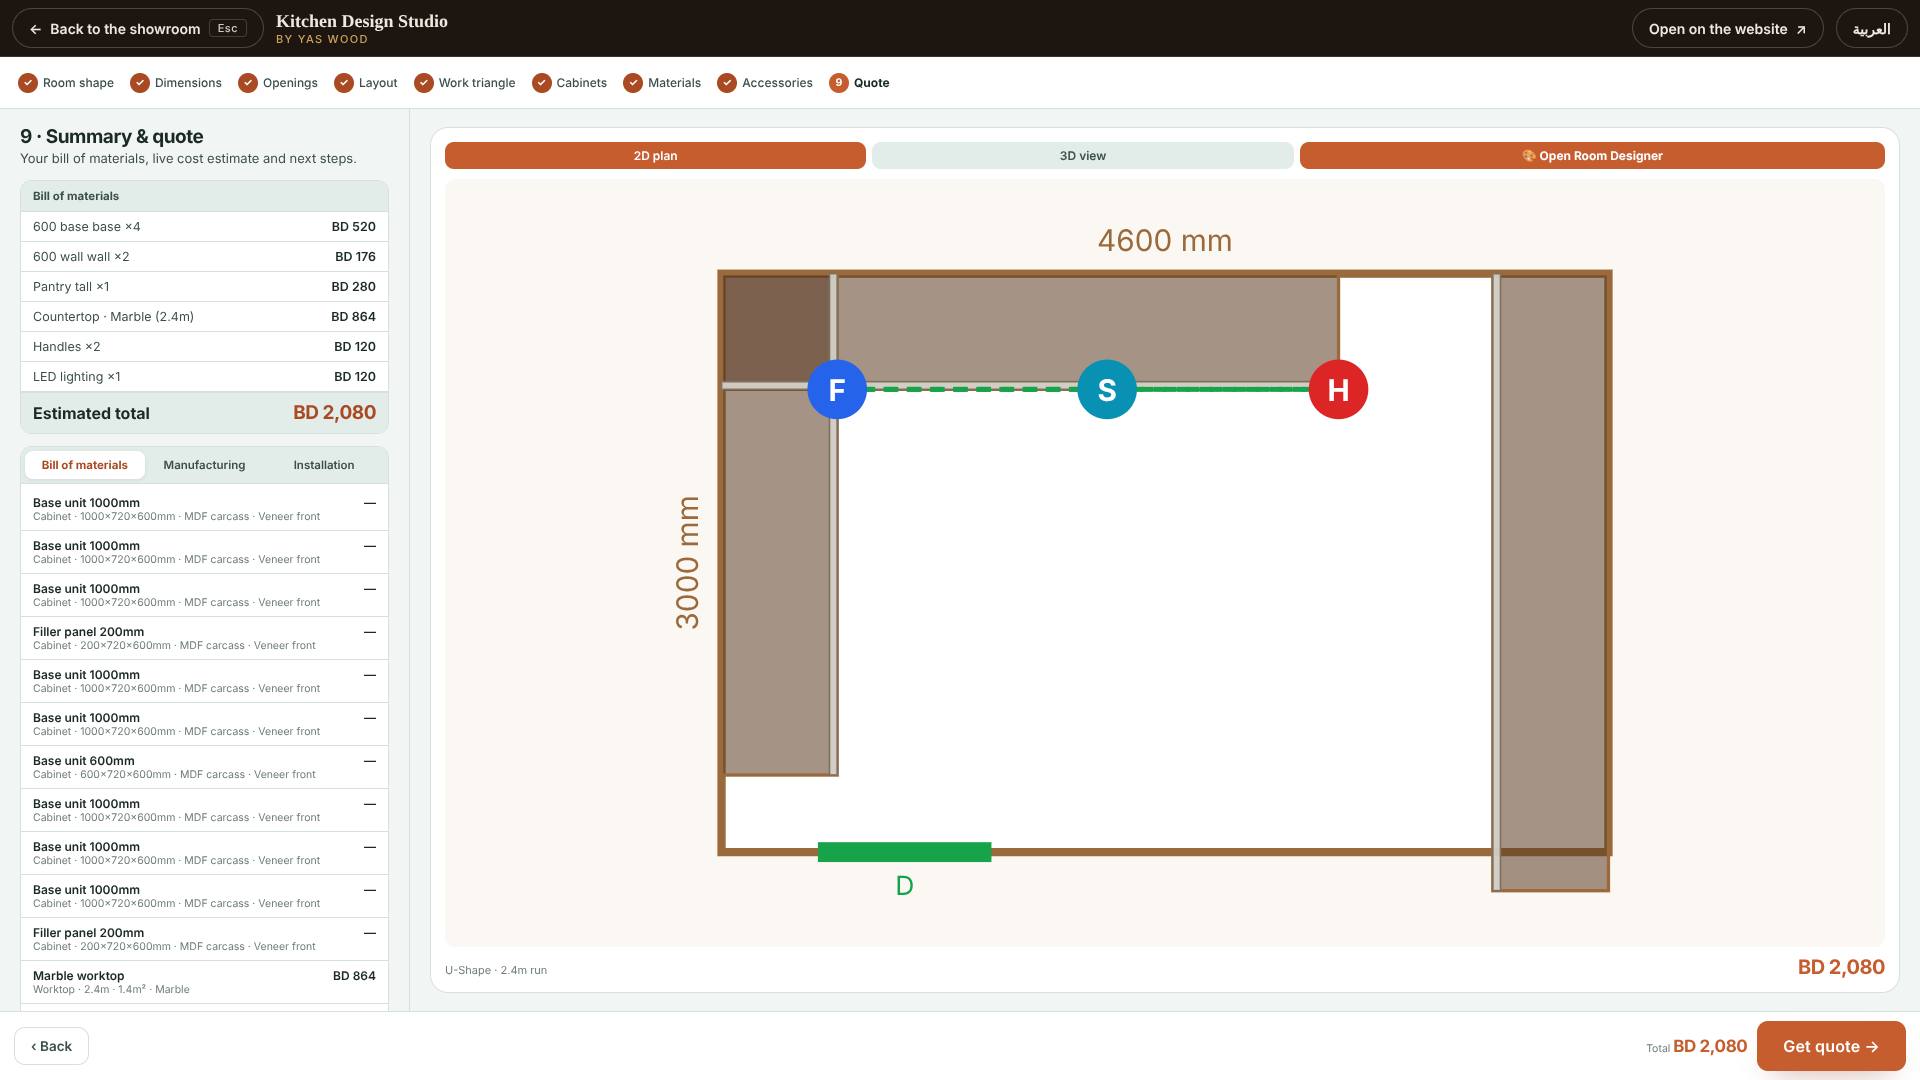 ← Back to the showroom Esc
Kitchen Design Studio
BY YAS WOOD
Open on the website ↗
العربية
Room shape
Dimensions
Openings
Layout
Work triangle
Cabinets
Materials
Accessories
9 Quote
9 · Summary & quote
Your bill of materials, live cost estimate and next steps.
Bill of materials
600 base base ×4 BD 520
600 wall wall ×2 BD 176
Pantry tall ×1 BD 280
Countertop · Marble (2.4m) BD 864
Handles ×2 BD 120
LED lighting ×1 BD 120
Estimated total BD 2,080
Bill of materials Manufacturing Installation
Base unit 1000mm —
Cabinet · 1000×720×600mm · MDF carcass · Veneer front
Base unit 1000mm —
Cabinet · 1000×720×600mm · MDF carcass · Veneer front
Base unit 1000mm —
Cabinet · 1000×720×600mm · MDF carcass · Veneer front
Filler panel 200mm —
Cabinet · 200×720×600mm · MDF carcass · Veneer front
Base unit 1000mm —
Cabinet · 1000×720×600mm · MDF carcass · Veneer front
Base unit 1000mm —
Cabinet · 1000×720×600mm · MDF carcass · Veneer front
Base unit 600mm —
Cabinet · 600×720×600mm · MDF carcass · Veneer front
Base unit 1000mm —
Cabinet · 1000×720×600mm · MDF carcass · Veneer front
Base unit 1000mm —
Cabinet · 1000×720×600mm · MDF carcass · Veneer front
Base unit 1000mm —
Cabinet · 1000×720×600mm · MDF carcass · Veneer front
Filler panel 200mm —
Cabinet · 200×720×600mm · MDF carcass · Veneer front
Marble worktop BD 864
Worktop · 2.4m · 1.4m² · Marble
2D plan
3D view
🎨 Open Room Designer
4600 mm
F S H
3000 mm
D
U-Shape · 2.4m run BD 2,080
‹ Back
Total BD 2,080
Get quote →